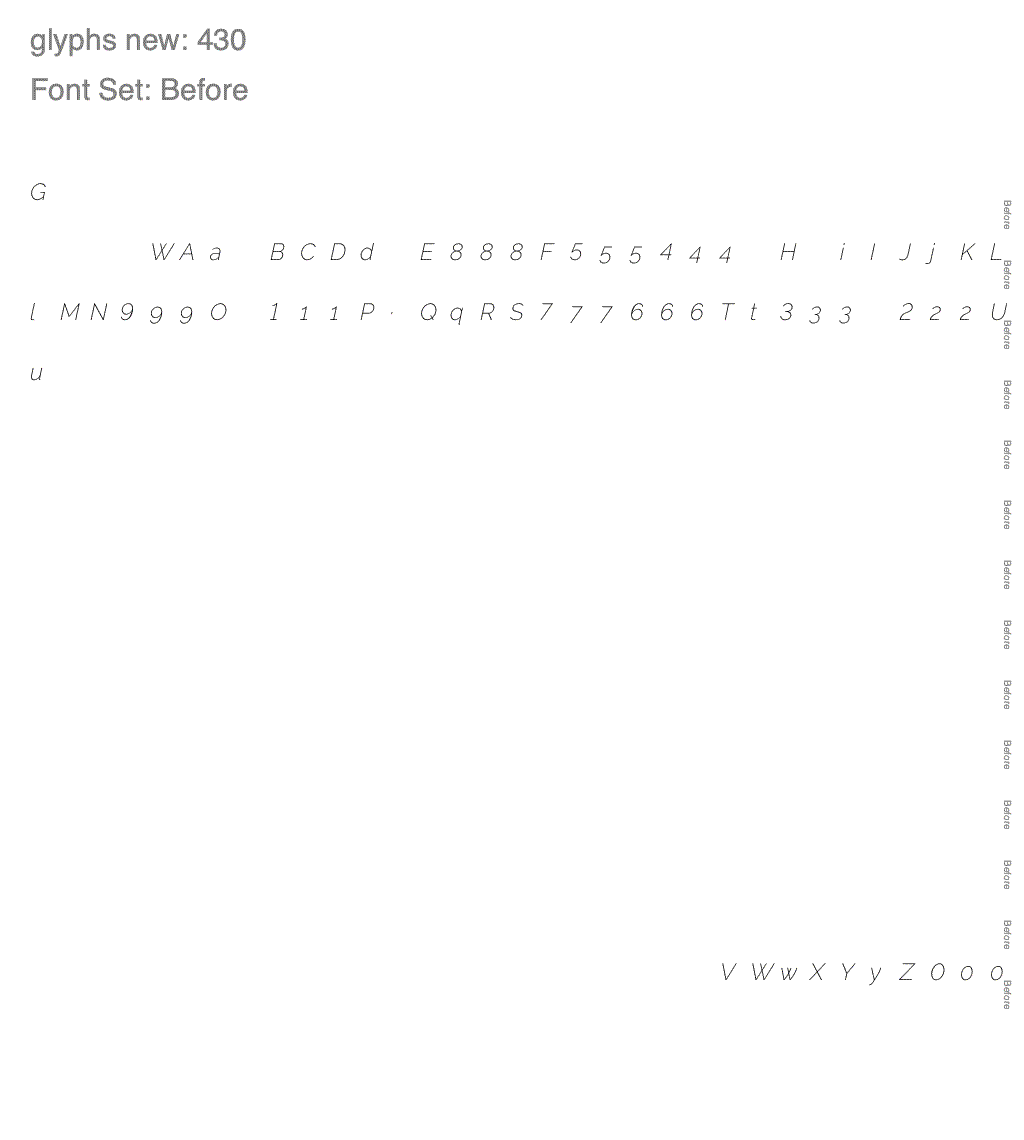 glyphs new: 430
Font Set: Before
G
Before
W A a B C D d E 8 8 8 F 5 5 5 4 4 4 H i I J j K L
Before
l M N 9 9 9 O 1 1 1 P · Q q R S 7 7 7 6 6 6 T t 3 3 3 2 2 2 U
Before
u
Before
Before
Before
Before
Before
Before
Before
Before
Before
Before
V W w X Y y Z 0 0 0
Before